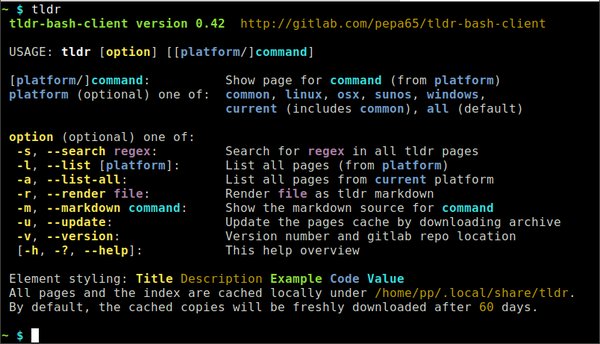 ~ $ tldr
tldr-bash-client version 0.42  http://gitlab.com/pepa65/tldr-bash-client
USAGE: tldr [option] [[platform/]command]
[platform/]command:          Show page for command (from platform)
platform (optional) one of:  common, linux, osx, sunos, windows,
current (includes common), all (default)
option (optional) one of:
-s, --search regex:         Search for regex in all tldr pages
-l, --list [platform]:      List all pages (from platform)
-a, --list-all:             List all pages from current platform
-r, --render file:          Render file as tldr markdown
-m, --markdown command:     Show the markdown source for command
-u, --update:               Update the pages cache by downloading archive
-v, --version:              Version number and gitlab repo location
[-h, -?, --help]:           This help overview
Element styling: Title Description Example Code Value
All pages and the index are cached locally under /home/pp/.local/share/tldr.
By default, the cached copies will be freshly downloaded after 60 days.
~ $